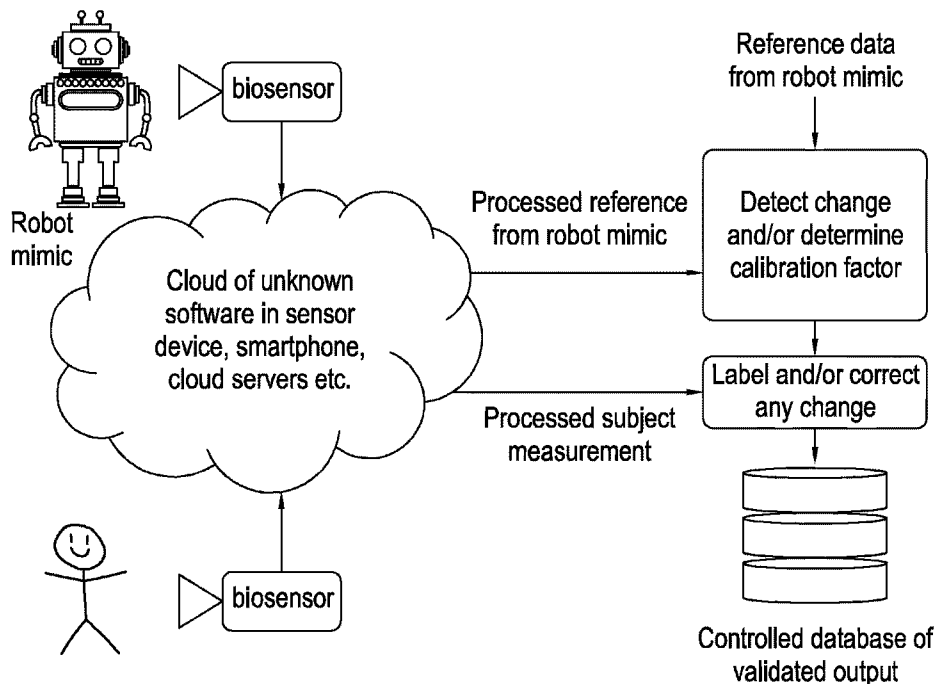 biosensor
Reference data
from robot mimic
Robot
mimic
Processed reference
from robot mimic
Detect change
and/or determine
calibration factor
Cloud of unknown
software in sensor
device, smartphone,
cloud servers etc.
Label and/or correct
any change
Processed subject
measurement
biosensor
Controlled database of
validated output